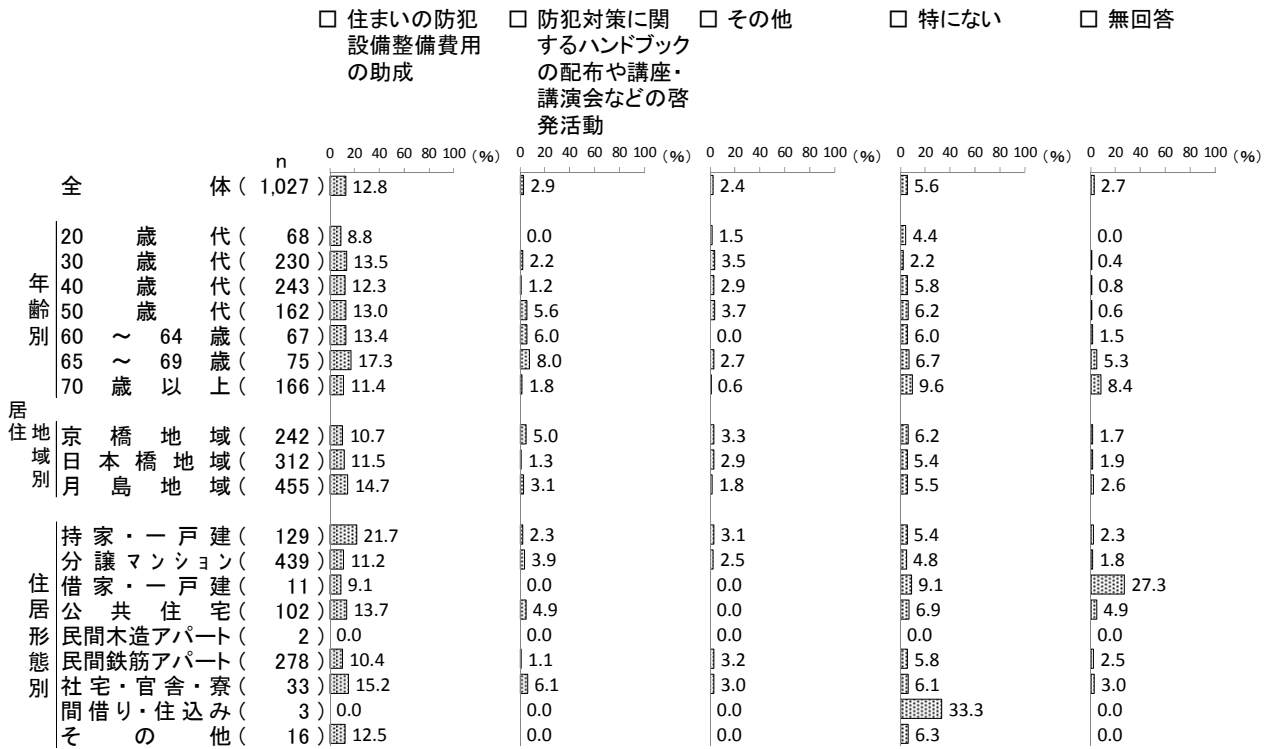 □ 住まいの防犯設備整備費用の助成
□ 防犯対策に関するハンドブックの配布や講座・講演会などの啓発活動
□ その他
□ 特にない
□ 無回答
n 0 20 40 60 80 100 (%) 0 20 40 60 80 100 (%) 0 20 40 60 80 100 (%) 0 20 40 60 80 100 (%) 0 20 40 60 80 100 (%)
全体 ( 1,027 ) 12.8 2.9 2.4 5.6 2.7
年齢別
20歳代 ( 68 ) 8.8 0.0 1.5 4.4 0.0
30歳代 ( 230 ) 13.5 2.2 3.5 2.2 0.4
40歳代 ( 243 ) 12.3 1.2 2.9 5.8 0.8
50歳代 ( 162 ) 13.0 5.6 3.7 6.2 0.6
60～64歳 ( 67 ) 13.4 6.0 0.0 6.0 1.5
65～69歳 ( 75 ) 17.3 8.0 2.7 6.7 5.3
70歳以上 ( 166 ) 11.4 1.8 0.6 9.6 8.4
居住地域別
京橋地域 ( 242 ) 10.7 5.0 3.3 6.2 1.7
日本橋地域 ( 312 ) 11.5 1.3 2.9 5.4 1.9
月島地域 ( 455 ) 14.7 3.1 1.8 5.5 2.6
住居形態別
持家・一戸建 ( 129 ) 21.7 2.3 3.1 5.4 2.3
分譲マンション ( 439 ) 11.2 3.9 2.5 4.8 1.8
借家・一戸建 ( 11 ) 9.1 0.0 0.0 9.1 27.3
公共住宅 ( 102 ) 13.7 4.9 0.0 6.9 4.9
民間木造アパート ( 2 ) 0.0 0.0 0.0 0.0 0.0
民間鉄筋アパート ( 278 ) 10.4 1.1 3.2 5.8 2.5
社宅・官舎・寮 ( 33 ) 15.2 6.1 3.0 6.1 3.0
間借り・住込み ( 3 ) 0.0 0.0 0.0 33.3 0.0
その他 ( 16 ) 12.5 0.0 0.0 6.3 0.0